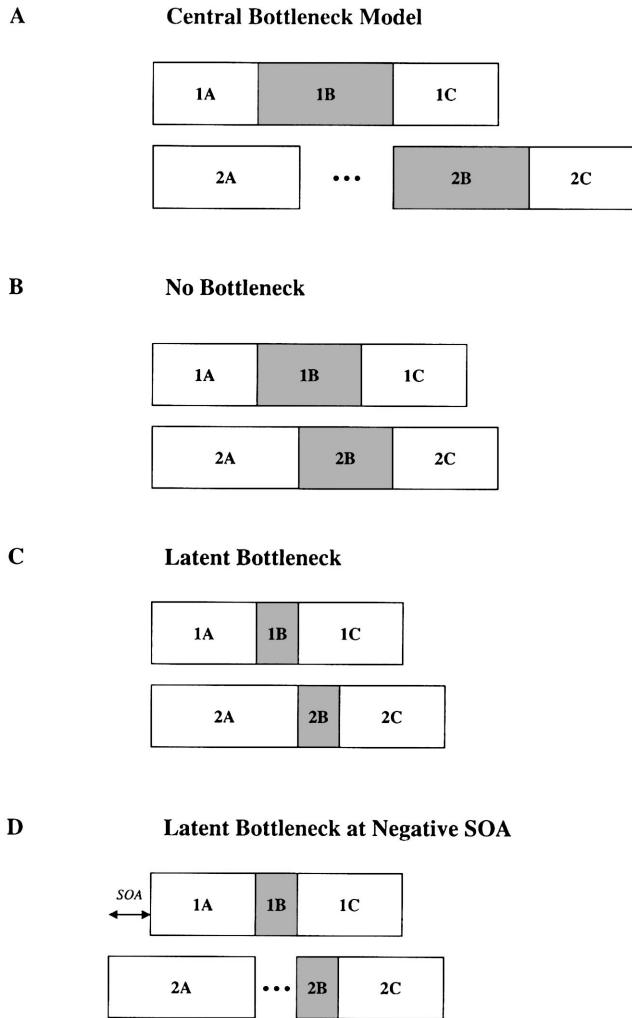 A Central Bottleneck Model
1A 1B 1C
2A ••• 2B 2C
B No Bottleneck
1A 1B 1C
2A 2B 2C
C Latent Bottleneck
1A 1B 1C
2A 2B 2C
D Latent Bottleneck at Negative SOA
SOA
1A 1B 1C
2A ••• 2B 2C